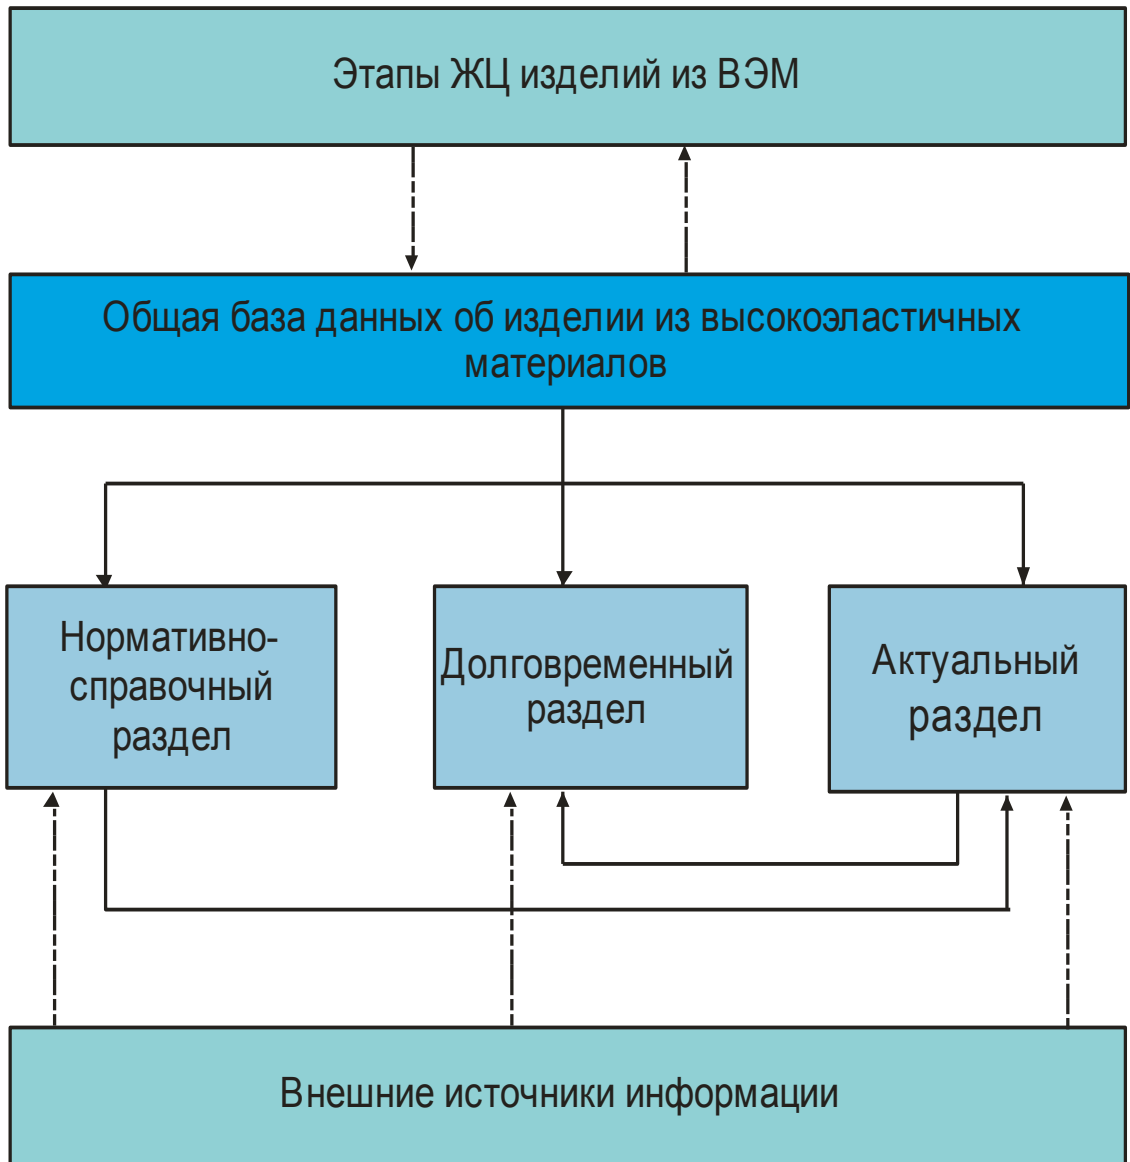 Этапы ЖЦ изделий из ВЭМ
Общая база данных об изделии из высокоэластичных
материалов
Нормативно-
справочный
раздел
Долговременный
раздел
Актуальный
раздел
Внешние источники информации